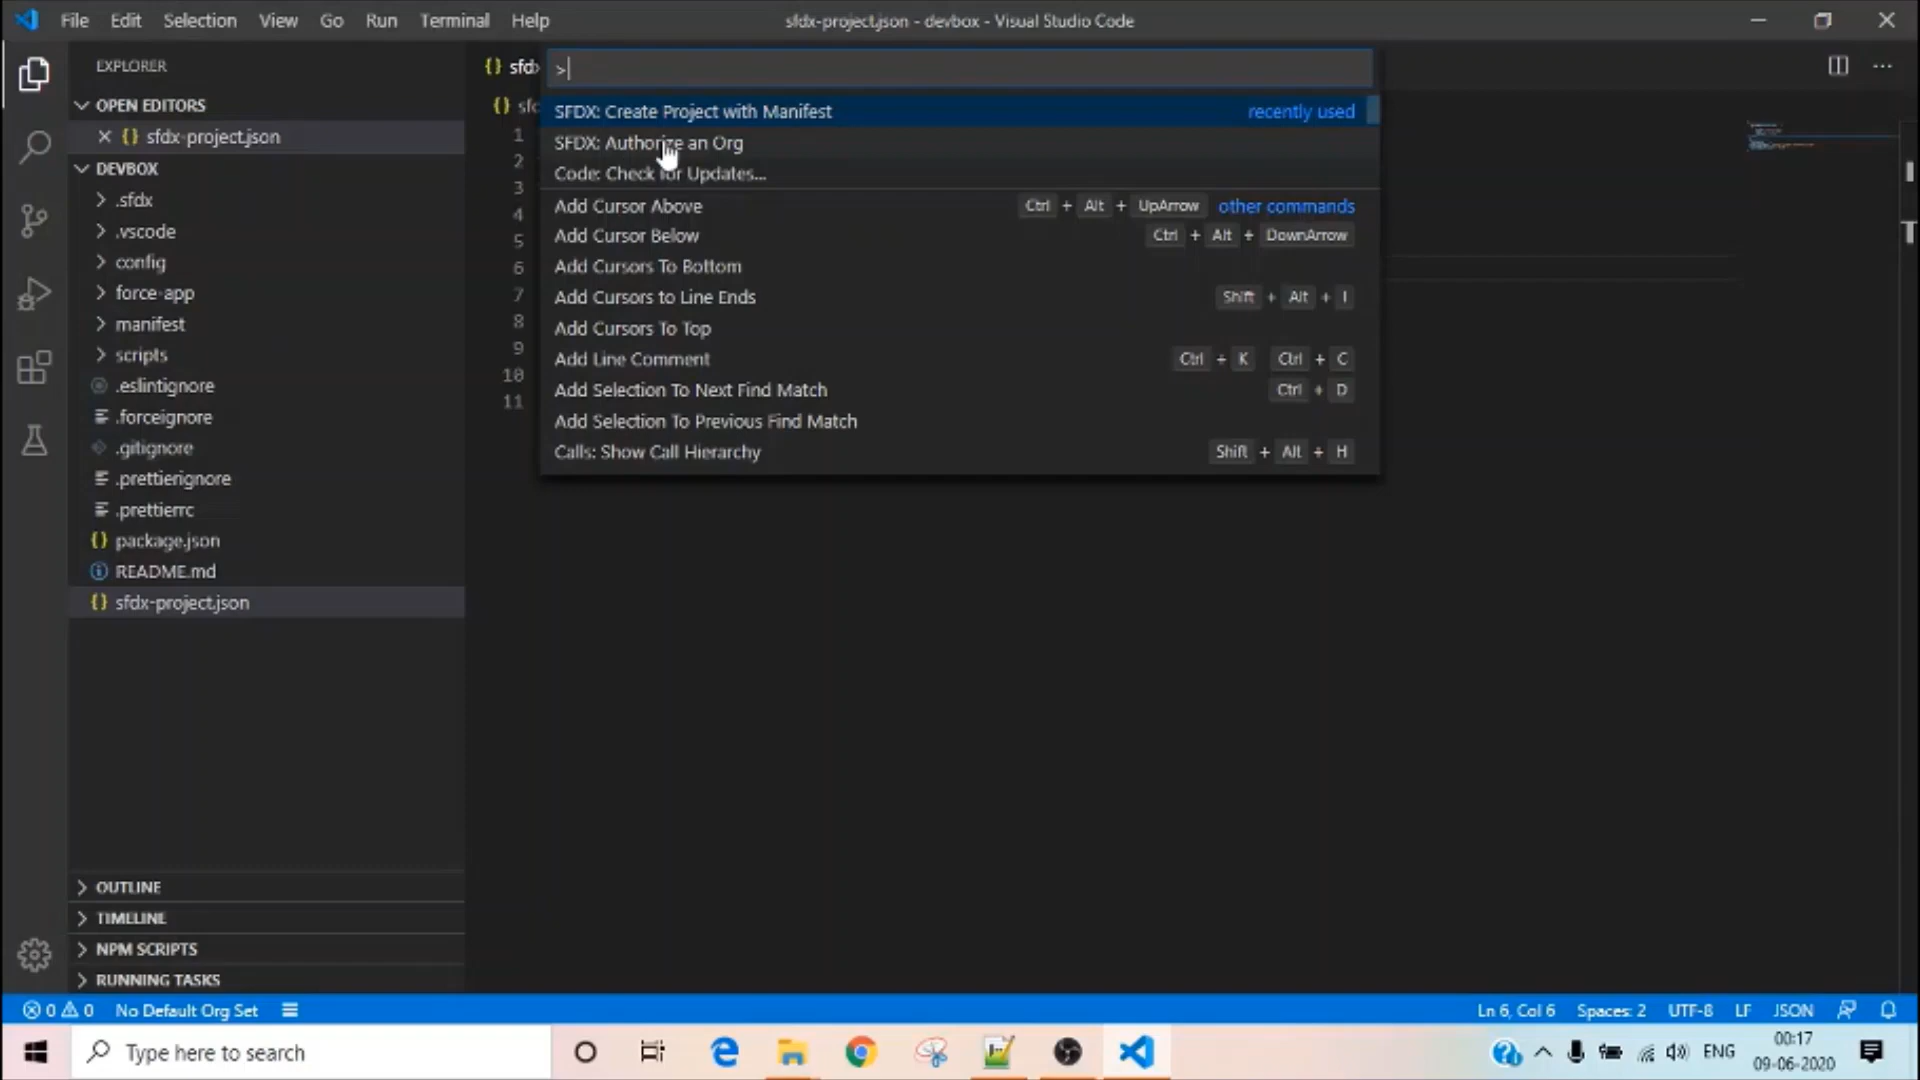 File Edit Selection View Go Run Terminal Help
sfdx-project.json - devbox - Visual Studio Code
EXPLORER
OPEN EDITORS
{} sfdx-project.json
DEVBOX
.sfdx
.vscode
config
force-app
manifest
scripts
.eslintignore
.forceignore
.gitignore
.prettierignore
.prettierrc
{} package.json
README.md
{} sfdx-project.json
OUTLINE
TIMELINE
NPM SCRIPTS
RUNNING TASKS
{} sfd
>
{} sfd
1
2
3
4
5
6
7
8
9
10
11
SFDX: Create Project with Manifest recently used
SFDX: Authorize an Org
Code: Check for Updates...
Add Cursor Above Ctrl + Alt + UpArrow other commands
Add Cursor Below Ctrl + Alt + DownArrow
Add Cursors To Bottom
Add Cursors to Line Ends Shift + Alt + I
Add Cursors To Top
Add Line Comment Ctrl + K Ctrl + C
Add Selection To Next Find Match Ctrl + D
Add Selection To Previous Find Match
Calls: Show Call Hierarchy Shift + Alt + H
0 0 No Default Org Set
Ln 6, Col 6 Spaces: 2 UTF-8 LF JSON
Type here to search
ENG
00:17
09-06-2020